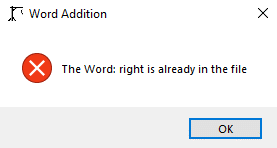 Word Addition
The Word: right is already in the file
OK